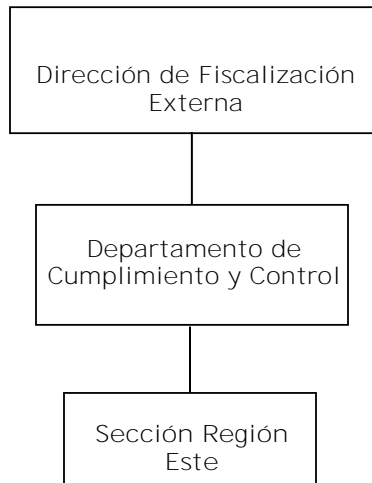 Dirección de Fiscalización
Externa
Departamento de
Cumplimiento y Control
Sección Región
Este